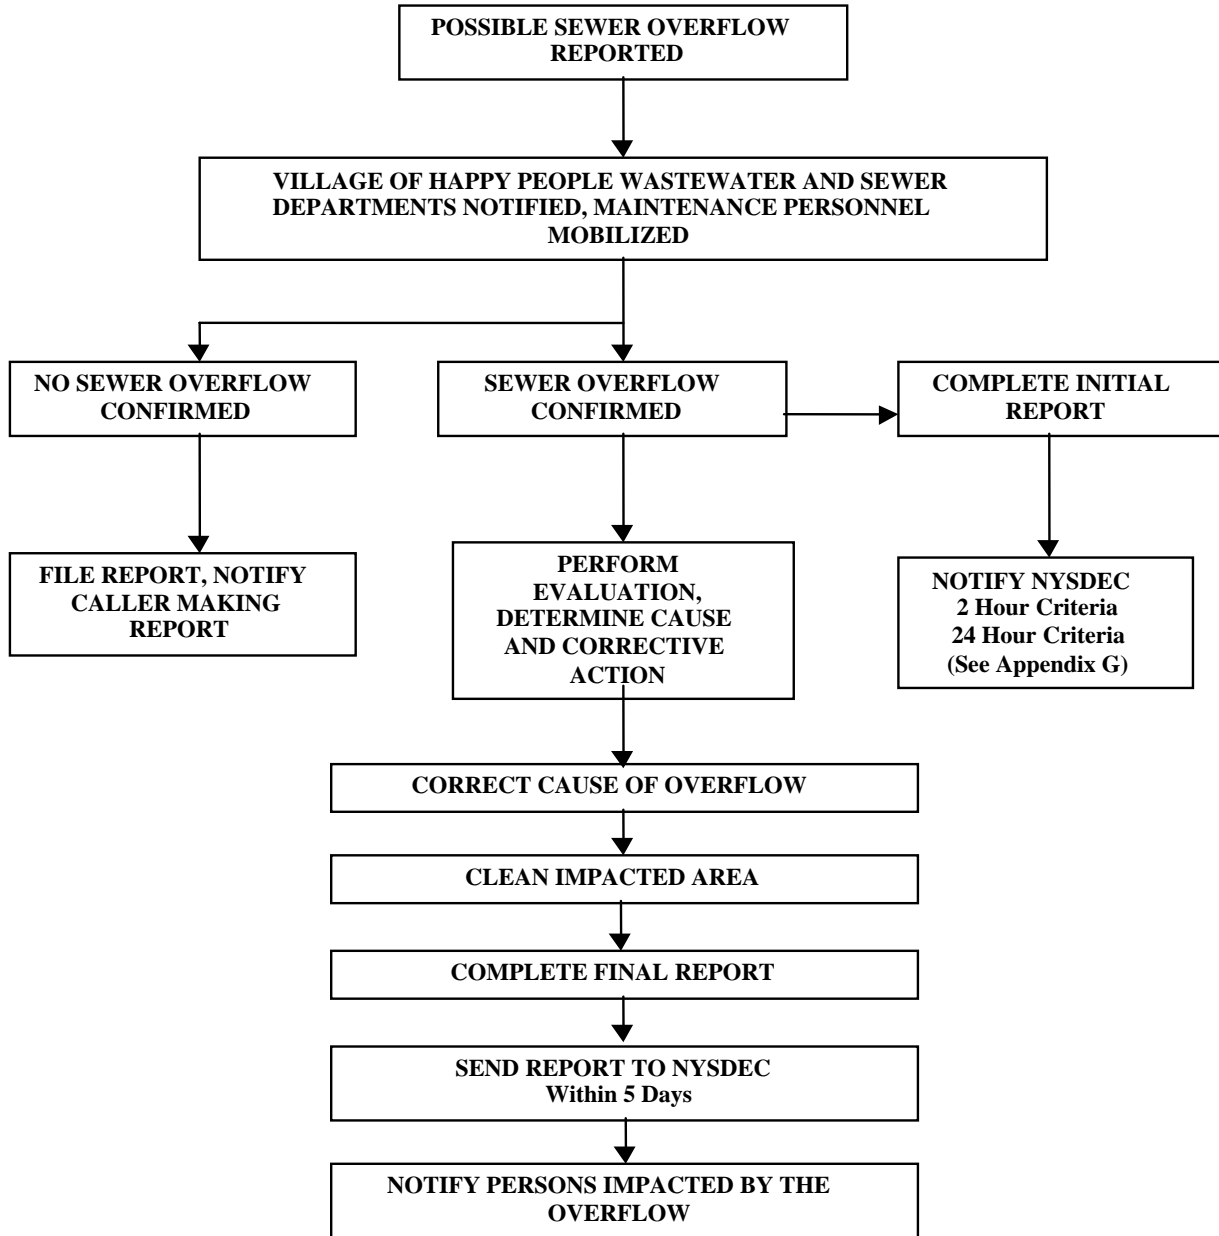 POSSIBLE SEWER OVERFLOW
REPORTED
VILLAGE OF HAPPY PEOPLE WASTEWATER AND SEWER
DEPARTMENTS NOTIFIED, MAINTENANCE PERSONNEL
MOBILIZED
NO SEWER OVERFLOW
CONFIRMED
SEWER OVERFLOW
CONFIRMED
COMPLETE INITIAL
REPORT
FILE REPORT, NOTIFY
CALLER MAKING
REPORT
PERFORM
EVALUATION,
DETERMINE CAUSE
AND CORRECTIVE
ACTION
NOTIFY NYSDEC
2 Hour Criteria
24 Hour Criteria
(See Appendix G)
CORRECT CAUSE OF OVERFLOW
CLEAN IMPACTED AREA
COMPLETE FINAL REPORT
SEND REPORT TO NYSDEC
Within 5 Days
NOTIFY PERSONS IMPACTED BY THE
OVERFLOW